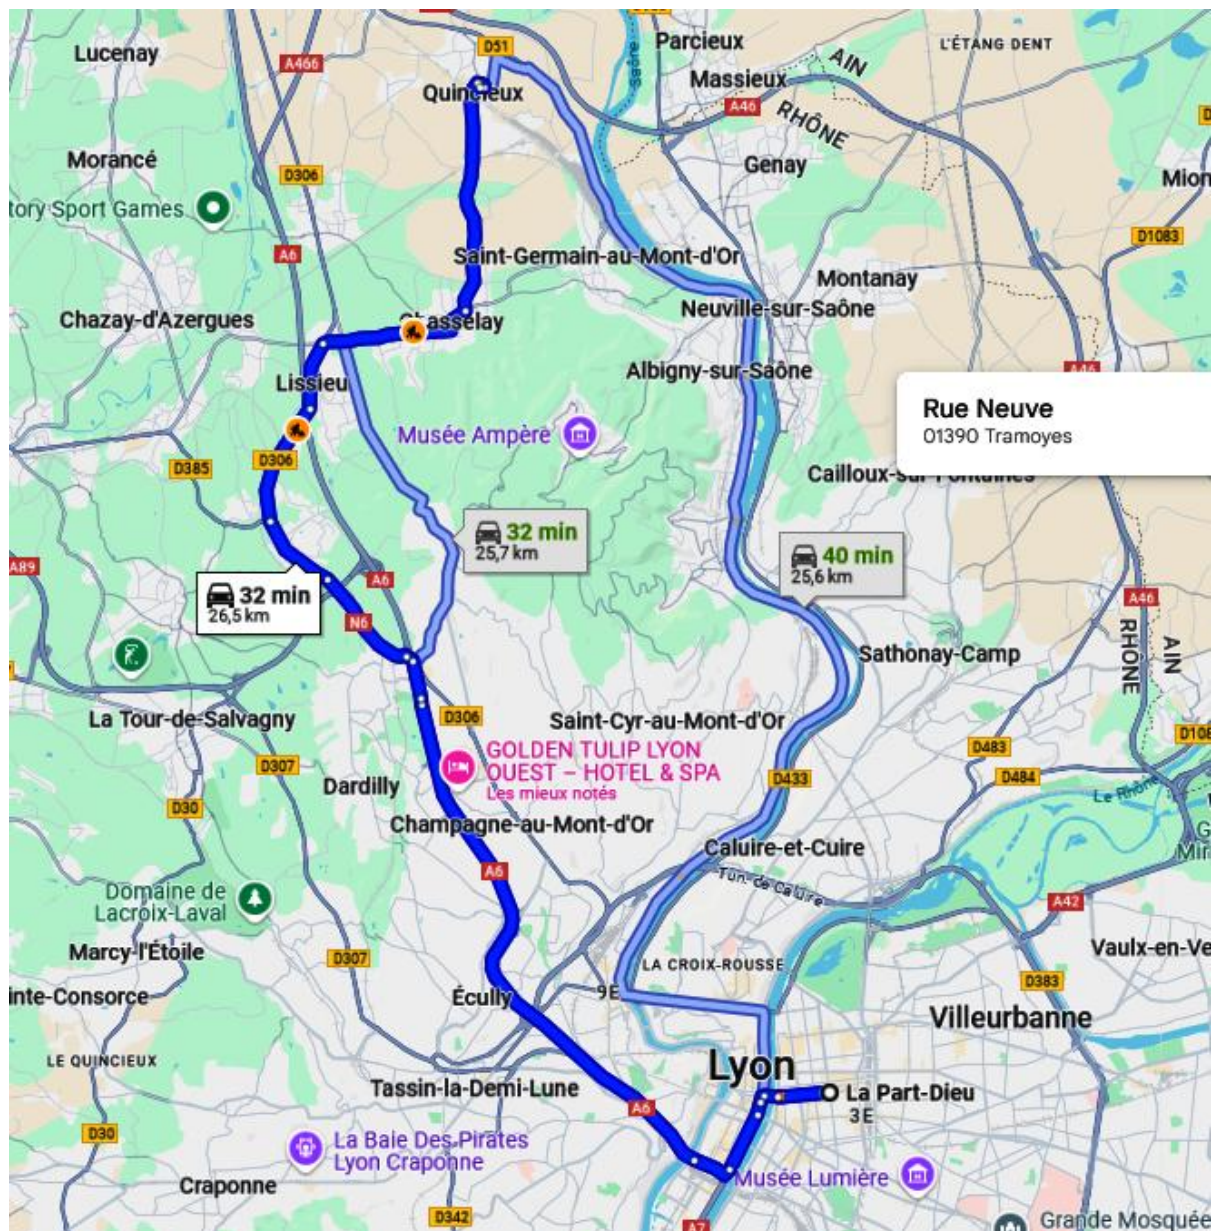 Lucenay
A466
D51
Parcieux
Massieux
AIN
L'ÉTANG DENT
Saône
Quincieux
A46
RHÔNE
Morancé
D306
Genay
Mion
tory Sport Games
A6
Saint-Germain-au-Mont-d'Or
D1083
Montanay
Chazay-d'Azergues
Chasselay
Neuville-sur-Saône
Lissieu
Albigny-sur-Saône
A46
Rue Neuve
01390 Tramoyes
Musée Ampère
D306
D385
Cailloux-sur-Fontaines
32 min
25,7 km
40 min
25,6 km
A89
A6
32 min
26,5 km
N6
A46
RHÔNE
AIN
Sathonay-Camp
La Tour-de-Salvagny
D306
Saint-Cyr-au-Mont-d'Or
D483
D108
D307
GOLDEN TULIP LYON
OUEST – HOTEL & SPA
Les mieux notés
D433
D484
Le Rhône
Dardilly
D30
Champagne-au-Mont-d'Or
Caluire-et-Cuire
G
Mir
A6
Tun. de Caluire
Domaine de
Lacroix-Laval
A42
Marcy-l'Étoile
D307
LA CROIX-ROUSSE
Vaulx-en-Ve
D383
inte-Consorce
Écully
9E
Villeurbanne
LE QUINCIEUX
Lyon
Tassin-la-Demi-Lune
La Part-Dieu
A6
3E
D30
La Baie Des Pirates
Lyon Craponne
Craponne
Musée Lumière
D342
A7
Grande Mosquée